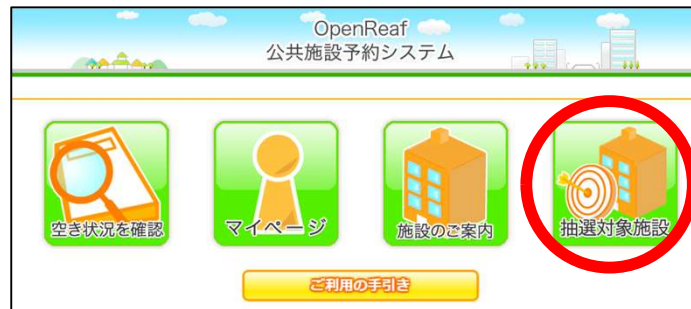 OpenReaf
公共施設予約システム
空き状況を確認
マイページ
施設のご案内
抽選対象施設
ご利用の手引き